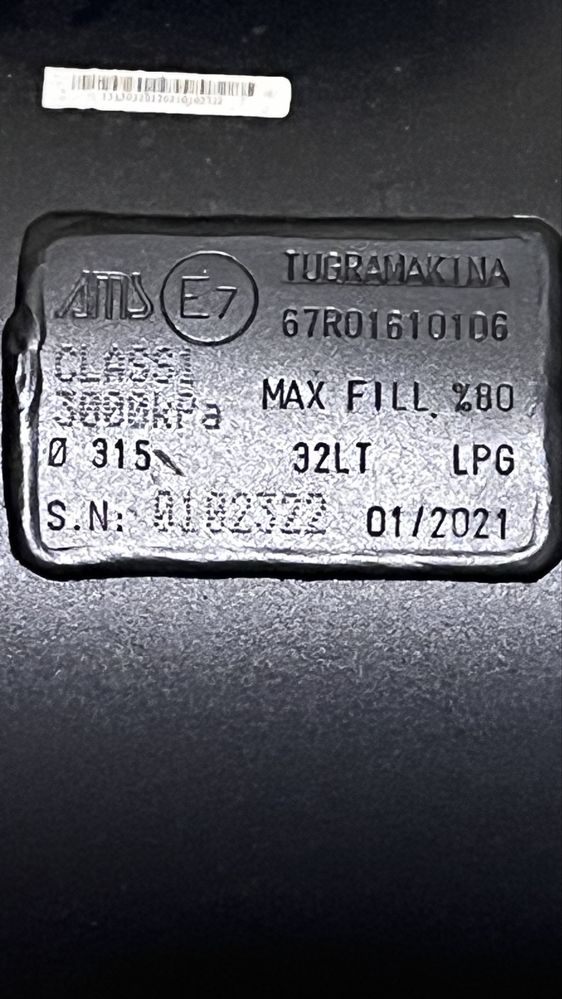 AMS E7 TUGRAMAKINA
67R01610106
CLASS1
3000kPa MAX FILL %80
Ø 315 32LT LPG
S.N: 0102322 01/2021